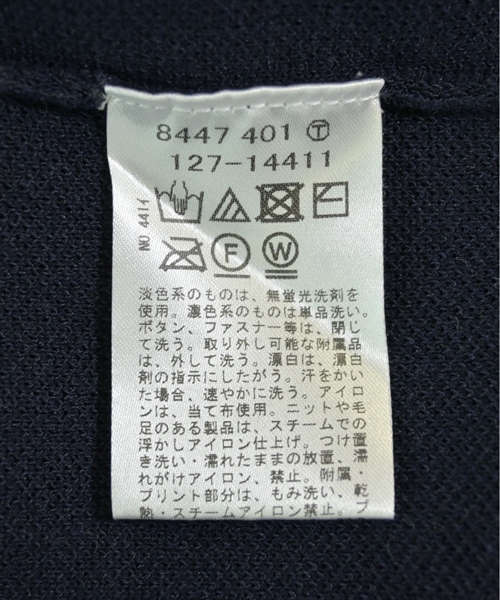 8447 401 Ⓣ
127-14411
NO 4414
F W
淡色系のものは、無蛍光洗剤を
使用。濃色系のものは単品洗い。
ボタン、ファスナー等は、閉じ
て洗う。取り外し可能な附属品
は、外して洗う。漂白は、漂白
剤の指示にしたがう。汗をかい
た場合、速やかに洗う。アイロ
ンは、当て布使用。ニットや毛
足のある製品は、スチームでの
浮かしアイロン仕上げ。つけ置
き洗い・濡れたままの放置、濡
れがけアイロン、禁止。附属・
プリント部分は、もみ洗い、乾
熱・スチームアイロン禁止。プ